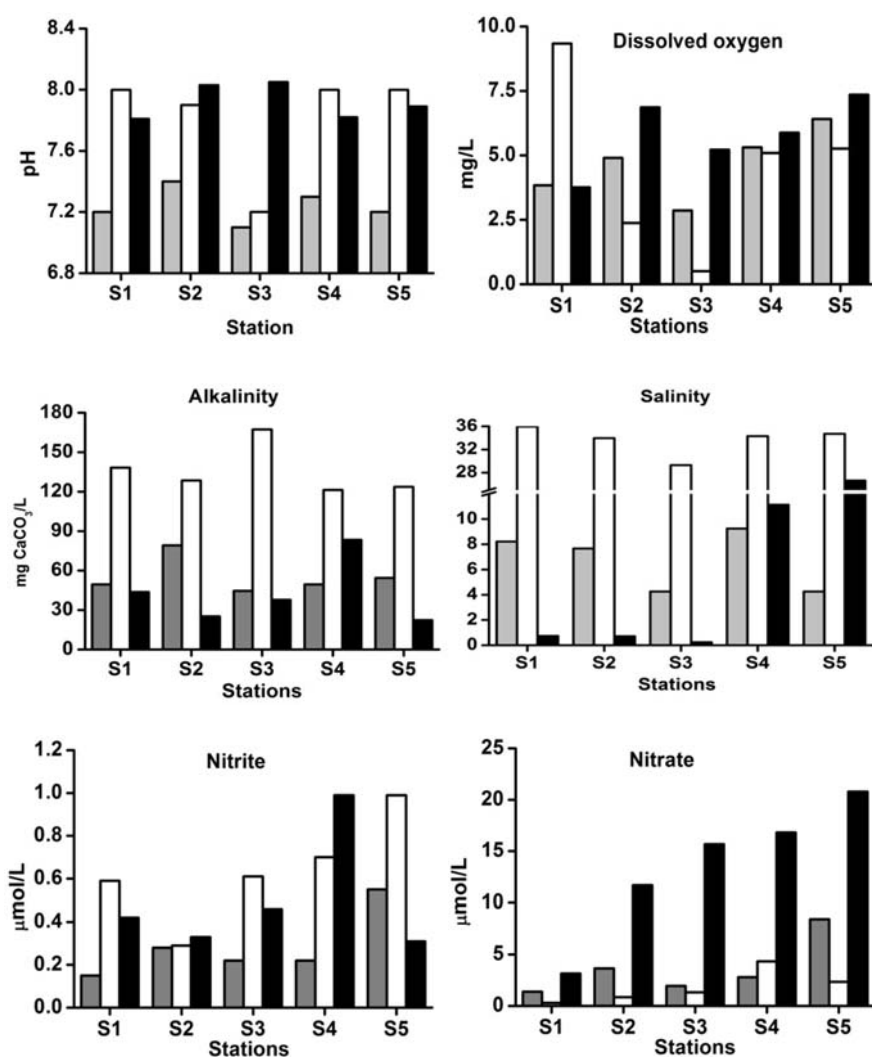 8.4
8.0
7.6
7.2
6.8
pH
S1 S2 S3 S4 S5
Station
Dissolved oxygen
10.0
7.5
5.0
2.5
0.0
mg/L
S1 S2 S3 S4 S5
Stations
Alkalinity
180
150
120
90
60
30
0
mg CaCO3/L
S1 S2 S3 S4 S5
Stations
Salinity
36
32
28
10
8
6
4
2
0
S1 S2 S3 S4 S5
Stations
Nitrite
1.2
1.0
0.8
0.6
0.4
0.2
0.0
µmol/L
S1 S2 S3 S4 S5
Stations
Nitrate
25
20
15
10
5
0
µmol/L
S1 S2 S3 S4 S5
Stations